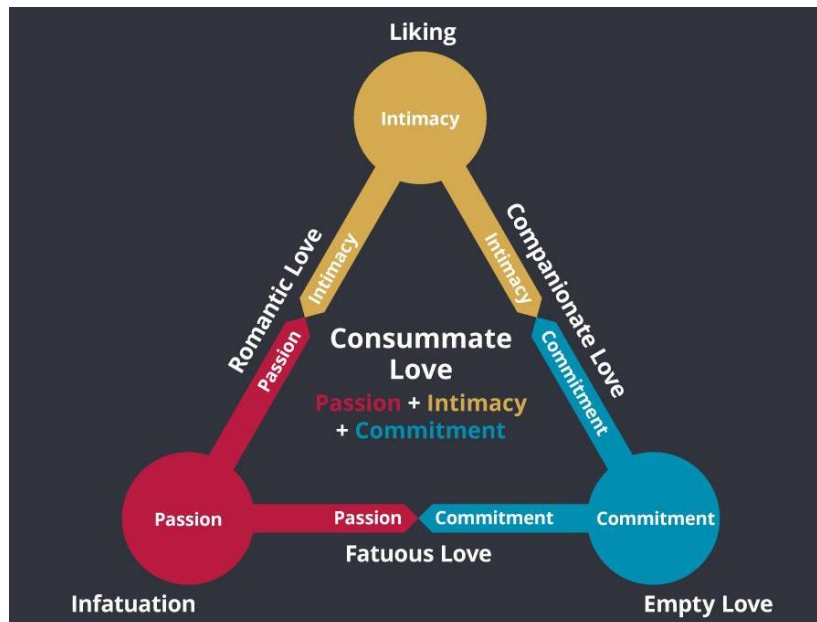 Liking
Intimacy
Romantic Love
Intimacy
Passion
Companionate Love
Intimacy
Commitment
Consummate
Love
Passion + Intimacy
+ Commitment
Passion
Passion
Commitment
Commitment
Fatuous Love
Infatuation
Empty Love